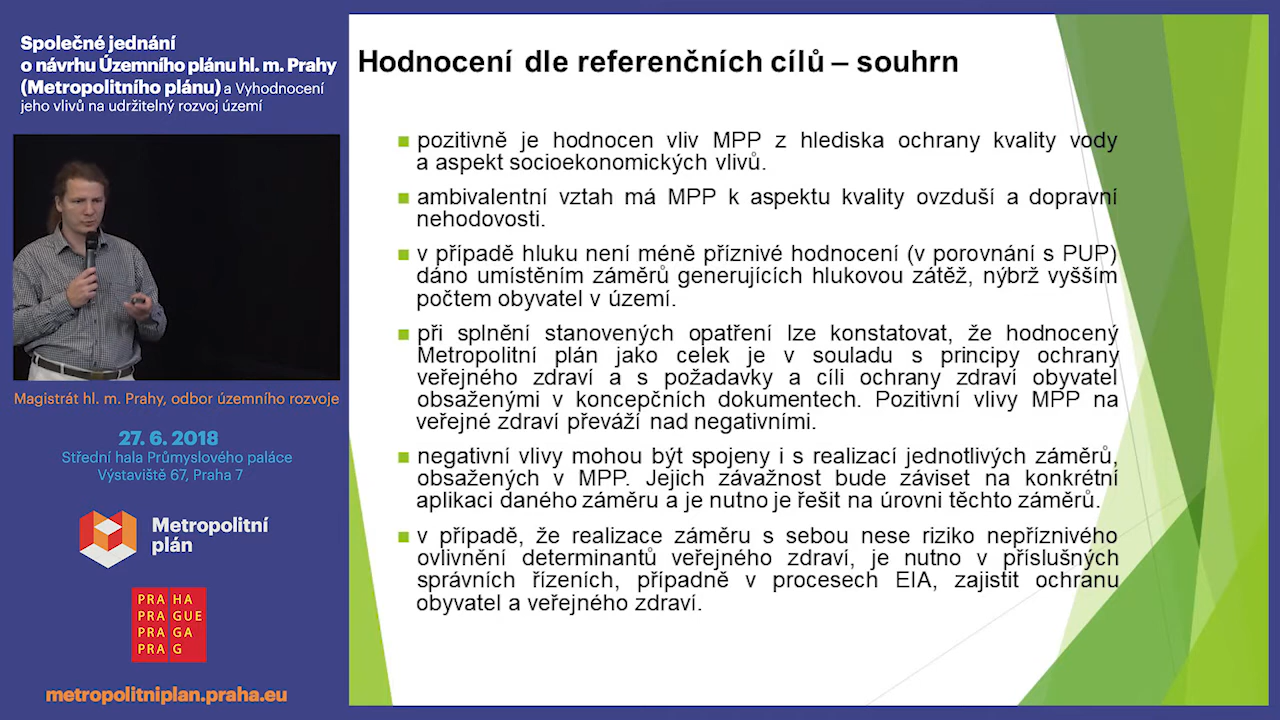 Společné jednání
o návrhu Územního plánu hl. m. Prahy
(Metropolitního plánu) a Vyhodnocení
jeho vlivů na udržitelný rozvoj území
Magistrát hl. m. Prahy, odbor územního rozvoje
27. 6. 2018
Střední hala Průmyslového paláce
Výstaviště 67, Praha 7
Metropolitní
plán
PRA HA
PRA GUE
PRA GA
PRA G
metropolitniplan.praha.eu
Hodnocení dle referenčních cílů – souhrn
pozitivně je hodnocen vliv MPP z hlediska ochrany kvality vody
a aspekt socioekonomických vlivů.
ambivalentní vztah má MPP k aspektu kvality ovzduší a dopravní
nehodovosti.
v případě hluku není méně příznivé hodnocení (v porovnání s PUP)
dáno umístěním záměrů generujících hlukovou zátěž, nýbrž vyšším
počtem obyvatel v území.
při splnění stanovených opatření lze konstatovat, že hodnocený
Metropolitní plán jako celek je v souladu s principy ochrany
veřejného zdraví a s požadavky a cíli ochrany zdraví obyvatel
obsaženými v koncepčních dokumentech. Pozitivní vlivy MPP na
veřejné zdraví převáží nad negativními.
negativní vlivy mohou být spojeny i s realizací jednotlivých záměrů,
obsažených v MPP. Jejich závažnost bude záviset na konkrétní
aplikaci daného záměru a je nutno je řešit na úrovni těchto záměrů.
v případě, že realizace záměru s sebou nese riziko nepříznivého
ovlivnění determinantů veřejného zdraví, je nutno v příslušných
správních řízeních, případně v procesech EIA, zajistit ochranu
obyvatel a veřejného zdraví.